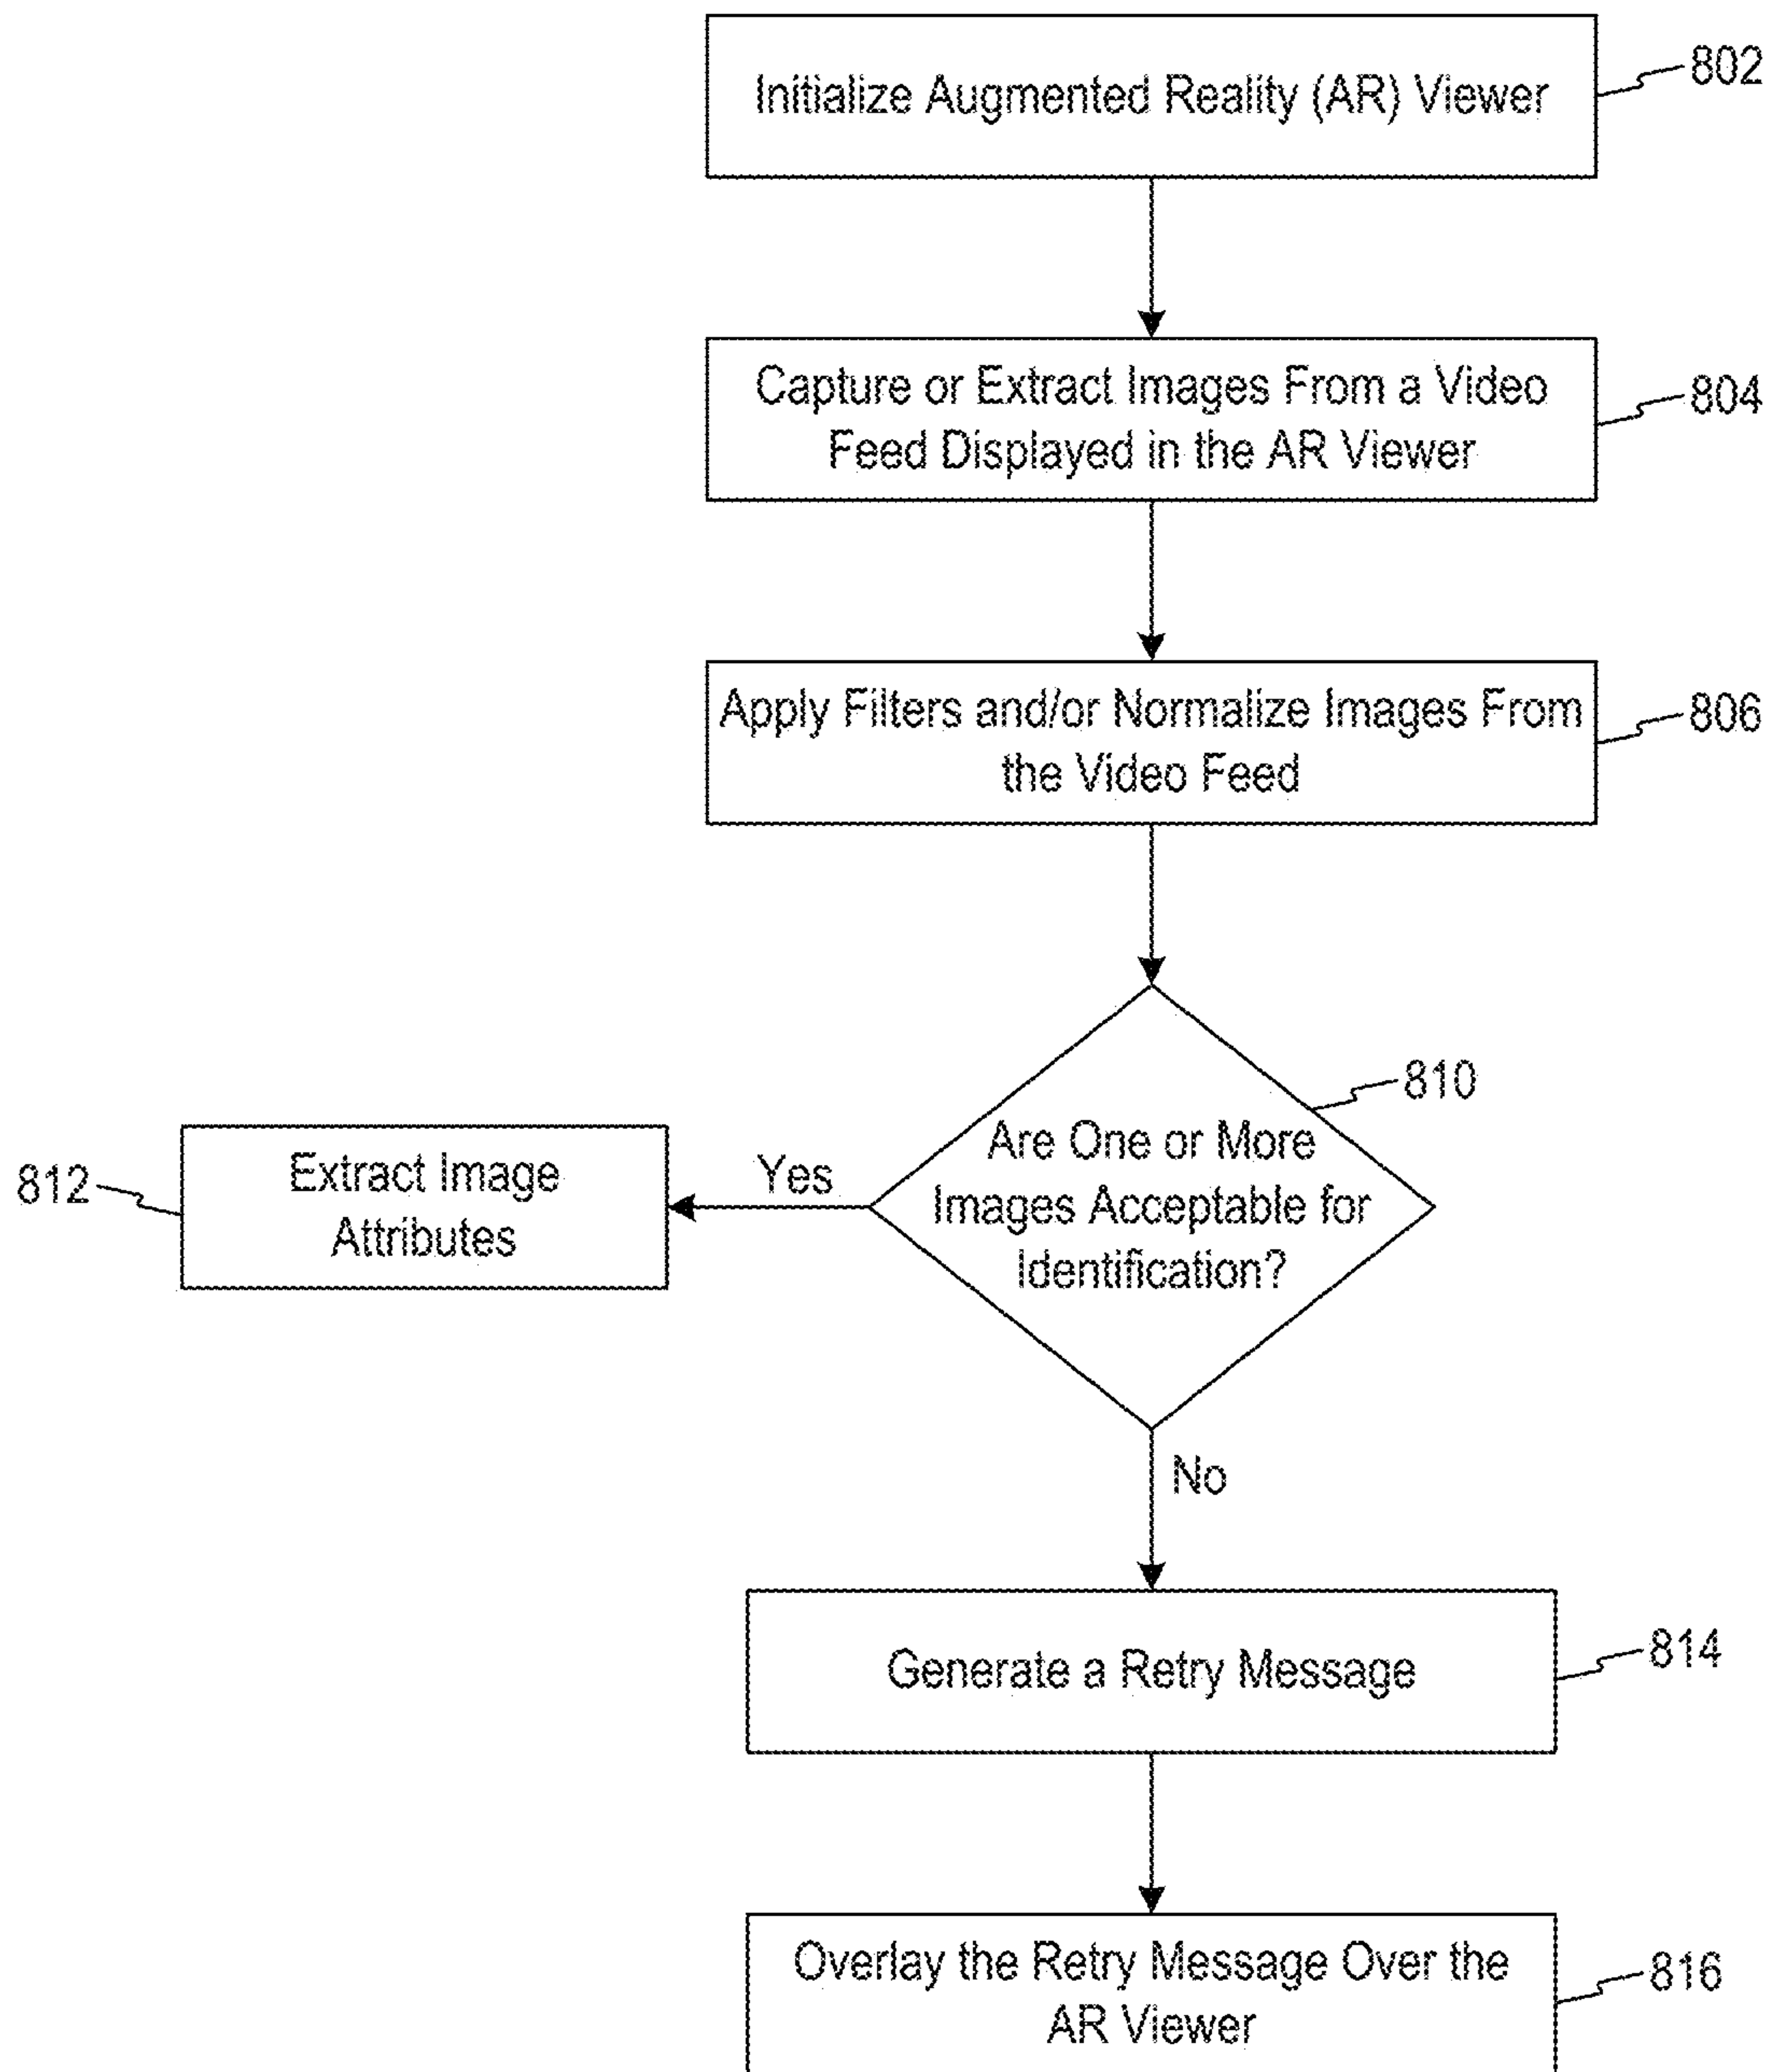 Initialize Augmented Reality (AR) Viewer
802
Capture or Extract Images From a Video
Feed Displayed in the AR Viewer
804
Apply Filters and/or Normalize Images From
the Video Feed
806
Are One or More
Images Acceptable for
Identification?
810
Yes
Extract Image
Attributes
812
No
Generate a Retry Message
814
Overlay the Retry Message Over the
AR Viewer
816